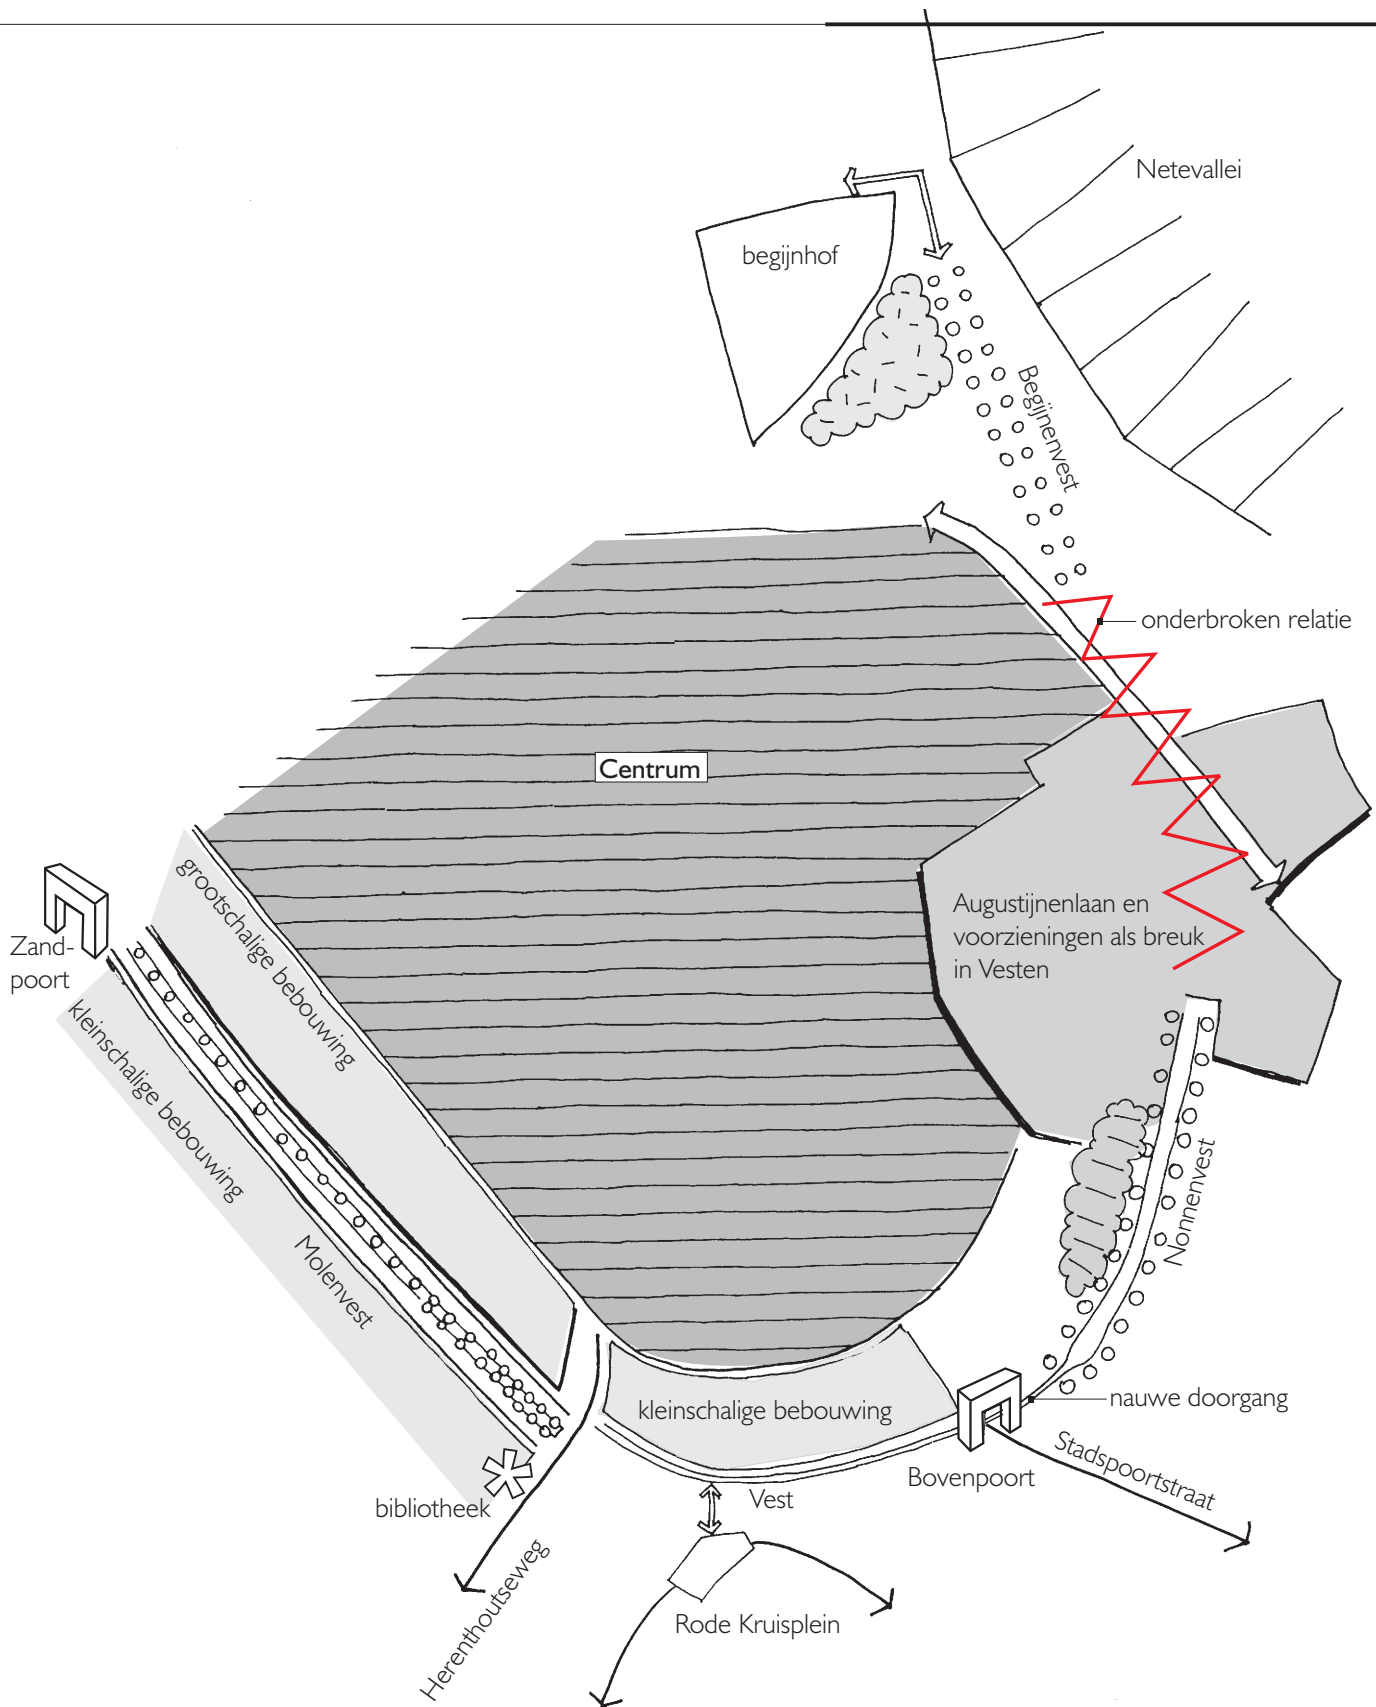 Netevallei
begijnhof
Begijnenvest
onderbroken relatie
Centrum
grootschalige bebouwing
Augustijnenlaan en
voorzieningen als breuk
in Vesten
Zand-
poort
kleinschalige bebouwing
Molenvest
Nonnenvest
kleinschalige bebouwing
nauwe doorgang
Stadspoortstraat
Bovenpoort
Vest
bibliotheek
Herenthoutseweg
Rode Kruisplein